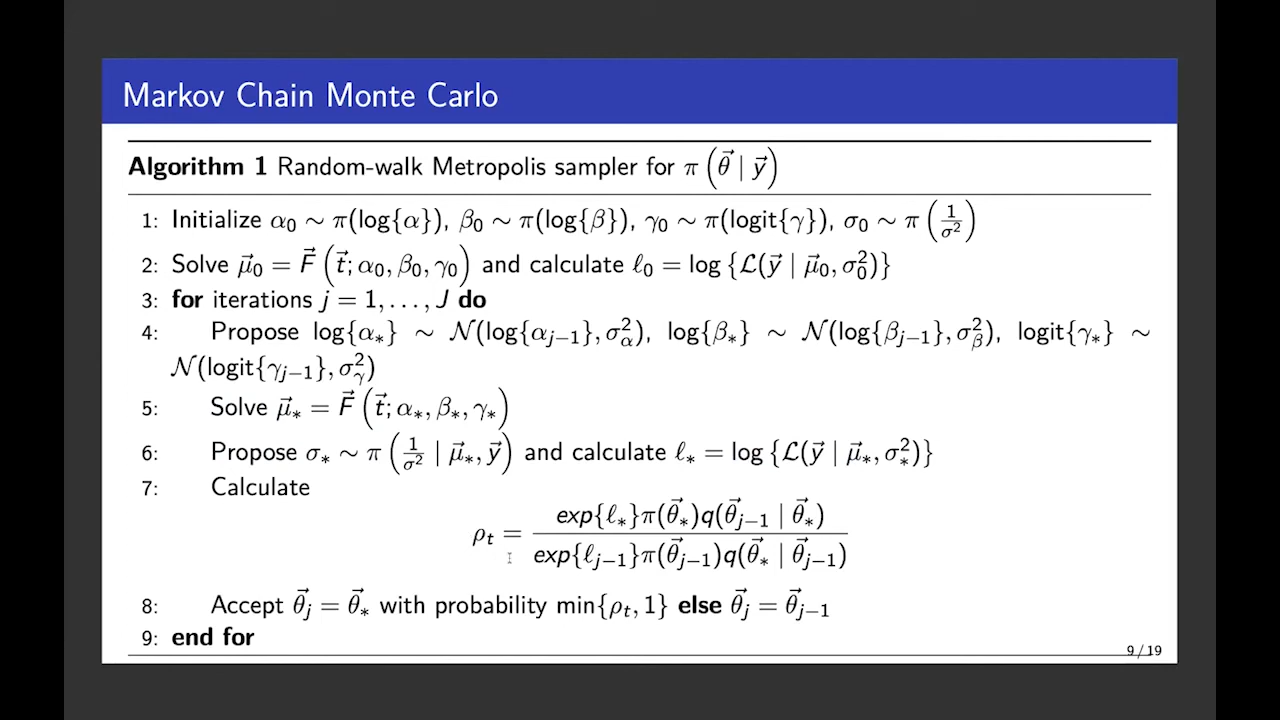 Markov Chain Monte Carlo
Algorithm 1 Random-walk Metropolis sampler for π(θ⃗ | y⃗)
1: Initialize α₀ ∼ π(log{α}), β₀ ∼ π(log{β}), γ₀ ∼ π(logit{γ}), σ₀ ∼ π(1/σ²)
2: Solve μ⃗₀ = F⃗(t⃗; α₀, β₀, γ₀) and calculate ℓ₀ = log{ℒ(y⃗ | μ⃗₀, σ₀²)}
3: for iterations j = 1, . . . , J do
4: Propose log{α∗} ∼ 𝒩(log{αⱼ₋₁}, σ_α²), log{β∗} ∼ 𝒩(log{βⱼ₋₁}, σ_β²), logit{γ∗} ∼
𝒩(logit{γⱼ₋₁}, σ_γ²)
5: Solve μ⃗∗ = F⃗(t⃗; α∗, β∗, γ∗)
6: Propose σ∗ ∼ π(1/σ² | μ⃗∗, y⃗) and calculate ℓ∗ = log{ℒ(y⃗ | μ⃗∗, σ∗²)}
7: Calculate
ρₜ = exp{ℓ∗}π(θ⃗∗)q(θ⃗ⱼ₋₁ | θ⃗∗) / exp{ℓⱼ₋₁}π(θ⃗ⱼ₋₁)q(θ⃗∗ | θ⃗ⱼ₋₁)
8: Accept θ⃗ⱼ = θ⃗∗ with probability min{ρₜ, 1} else θ⃗ⱼ = θ⃗ⱼ₋₁
9: end for
9 / 19